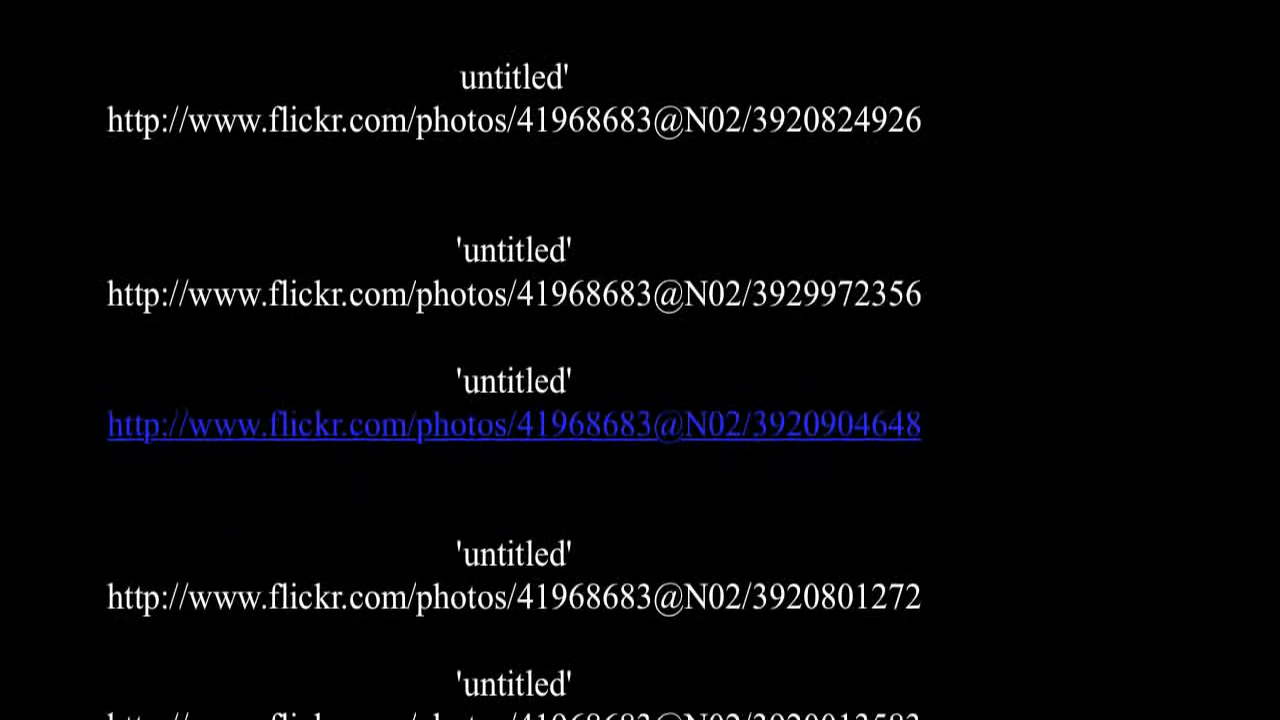 untitled'
http://www.flickr.com/photos/41968683@N02/3920824926
'untitled'
http://www.flickr.com/photos/41968683@N02/3929972356
'untitled'
http://www.flickr.com/photos/41968683@N02/3920904648
'untitled'
http://www.flickr.com/photos/41968683@N02/3920801272
'untitled'